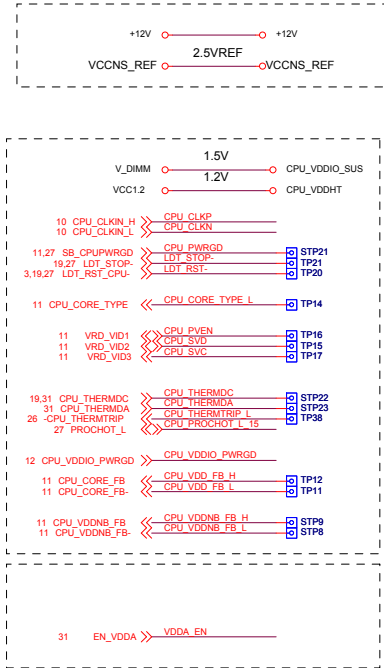 +12V +12V
2.5VREF
VCCNS_REF VCCNS_REF
1.5V
V_DIMM CPU_VDDIO_SUS
1.2V
VCC1.2 CPU_VDDHT
10 CPU_CLKIN_H CPU_CLKP
10 CPU_CLKIN_L CPU_CLKN
11,27 SB_CPUPWRGD CPU_PWRGD STP21
19,27 LDT_STOP- LDT_STOP- TP21
3,19,27 LDT_RST_CPU- LDT_RST- TP20
11 CPU_CORE_TYPE CPU_CORE_TYPE_L TP14
11 VRD_VID1 CPU_PVEN TP16
11 VRD_VID2 CPU_SVD TP15
11 VRD_VID3 CPU_SVC TP17
19,31 CPU_THERMDC CPU_THERMDC STP22
31 CPU_THERMDA CPU_THERMDA STP23
26 -CPU_THERMTRIP CPU_THERMTRIP_L TP38
27 PROCHOT_L CPU_PROCHOT_L_15
12 CPU_VDDIO_PWRGD CPU_VDDIO_PWRGD
11 CPU_CORE_FB CPU_VDD_FB_H TP12
11 CPU_CORE_FB- CPU_VDD_FB_L TP11
11 CPU_VDDNB_FB CPU_VDDNB_FB_H STP9
11 CPU_VDDNB_FB- CPU_VDDNB_FB_L STP8
31 EN_VDDA VDDA_EN